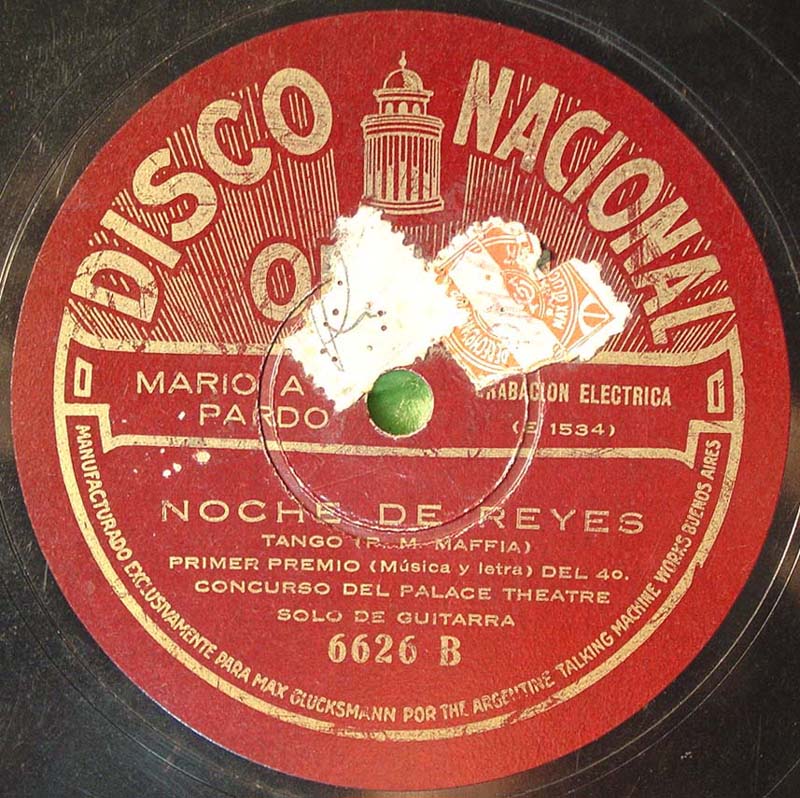 DISCO NACIONAL
MARIO A
PARDO
GRABACION ELECTRICA
(E 1534)
NOCHE DE REYES
TANGO (P. M. MAFFIA)
PRIMER PREMIO (Música y letra) DEL 4o.
CONCURSO DEL PALACE THEATRE
SOLO DE GUITARRA
6626 B
MANUFACTURADO EXCLUSIVAMENTE PARA MAX GLUCKSMANN POR THE ARGENTINE TALKING MACHINE WORKS BUENOS AIRES
MAX